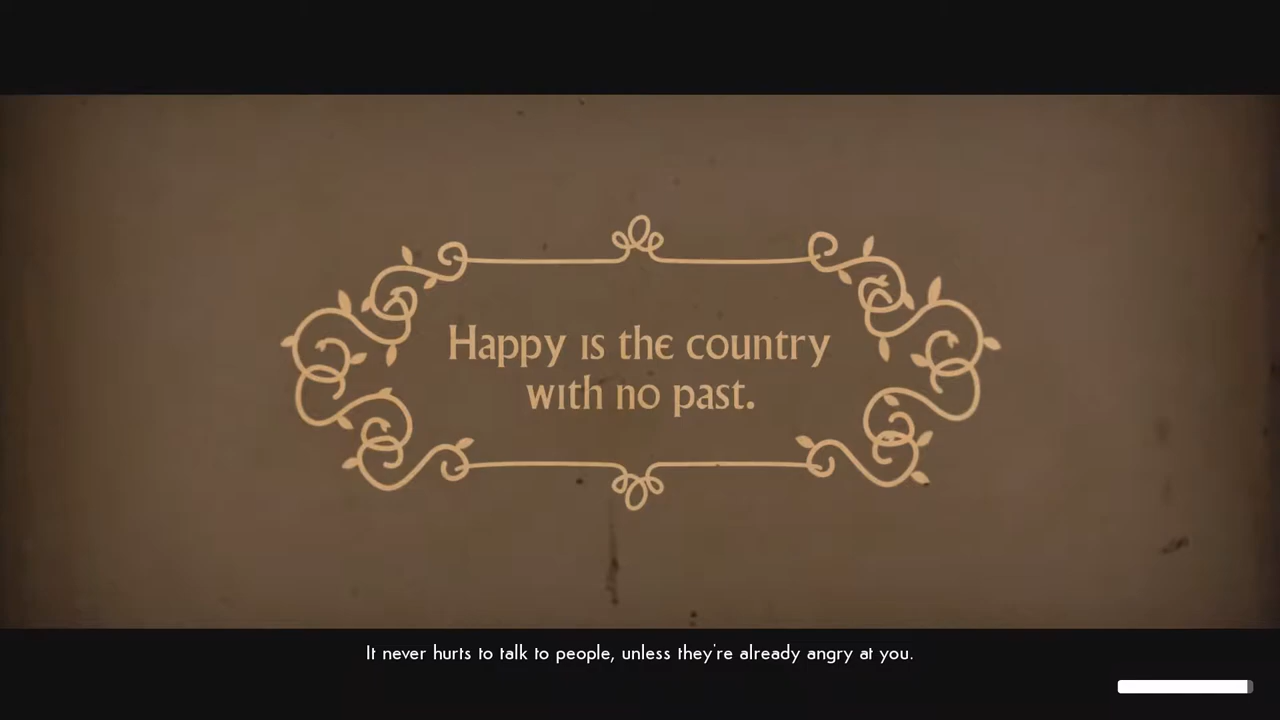 Happy is the country
with no past.
It never hurts to talk to people, unless they're already angry at you.